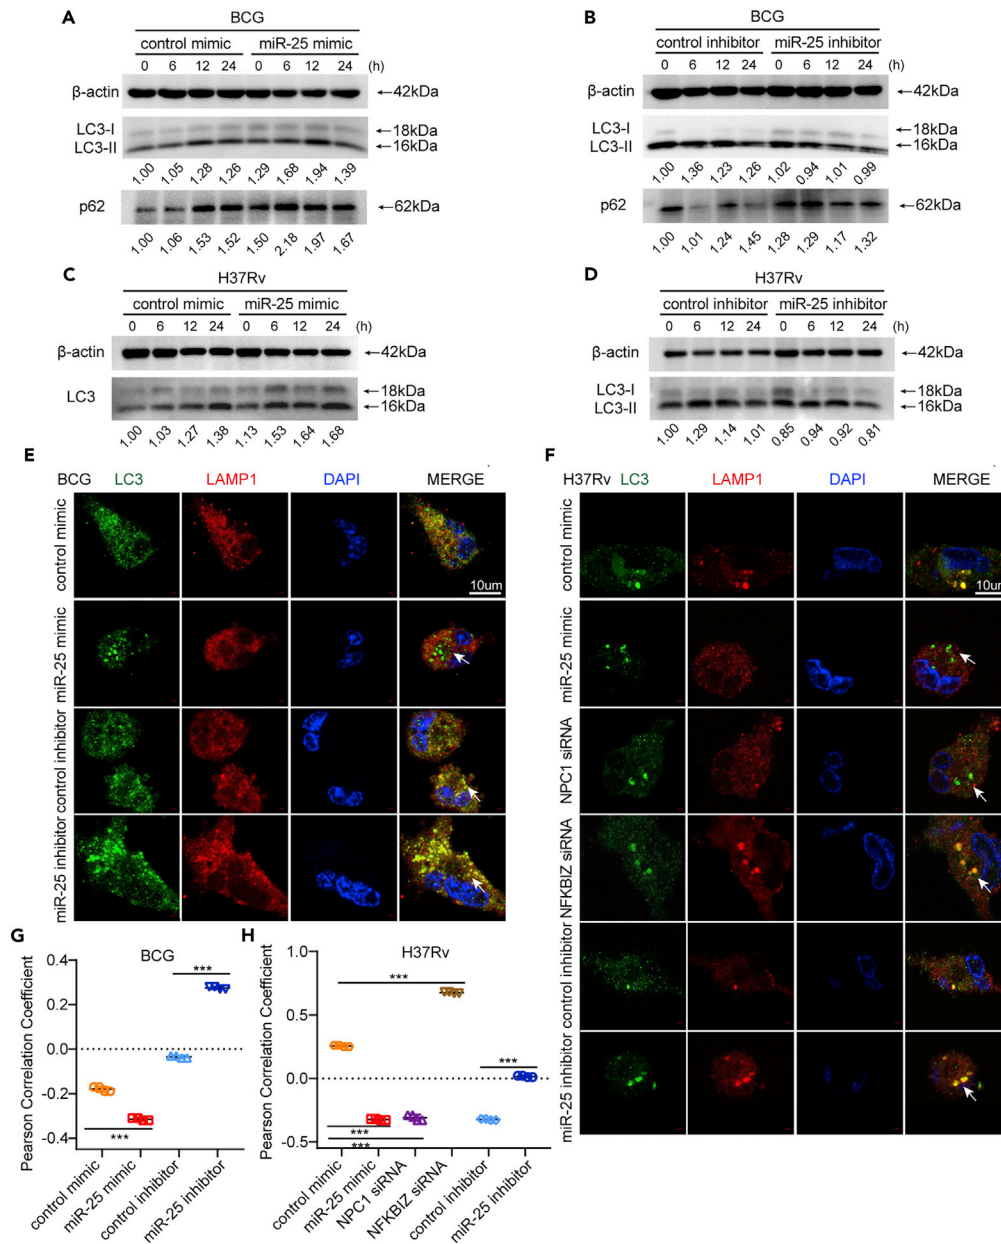 A
BCG
control mimic miR-25 mimic
0 6 12 24 0 6 12 24 (h)
β-actin ←42kDa
LC3-I ←18kDa
LC3-II ←16kDa
1.00 1.05 1.28 1.26 1.29 1.68 1.94 1.39
p62 ←62kDa
1.00 1.06 1.53 1.52 1.50 2.18 1.97 1.67
B
BCG
control inhibitor miR-25 inhibitor
0 6 12 24 0 6 12 24 (h)
β-actin ←42kDa
LC3-I ←18kDa
LC3-II ←16kDa
1.00 1.36 1.23 1.26 1.02 0.94 1.01 0.99
p62 ←62kDa
1.00 1.01 1.24 1.45 1.28 1.29 1.17 1.32
C
H37Rv
control mimic miR-25 mimic
0 6 12 24 0 6 12 24 (h)
β-actin ←42kDa
LC3 ←18kDa
←16kDa
1.00 1.03 1.27 1.38 1.13 1.53 1.64 1.68
D
H37Rv
control inhibitor miR-25 inhibitor
0 6 12 24 0 6 12 24 (h)
β-actin ←42kDa
LC3-I ←18kDa
LC3-II ←16kDa
1.00 1.29 1.14 1.01 0.85 0.94 0.92 0.81
E
BCG LC3 LAMP1 DAPI MERGE
control mimic
10um
miR-25 mimic
control inhibitor
miR-25 inhibitor
F
H37Rv LC3 LAMP1 DAPI MERGE
control mimic
10um
miR-25 mimic
NPC1 siRNA
NFKBIZ siRNA
control inhibitor
miR-25 inhibitor
G
BCG
Pearson Correlation Coefficient
0.4
0.2
0.0
-0.2
-0.4
***
***
control mimic
miR-25 mimic
control inhibitor
miR-25 inhibitor
H
H37Rv
Pearson Correlation Coefficient
1.0
0.5
0.0
-0.5
***
***
***
***
control mimic
miR-25 mimic
NPC1 siRNA
NFKBIZ siRNA
control inhibitor
miR-25 inhibitor